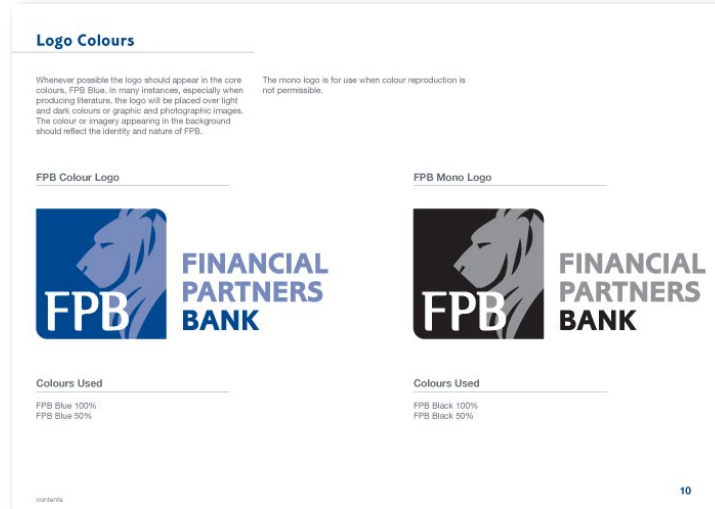 Logo Colours
Whenever possible the logo should appear in the core
colours, FPB Blue. In many instances, especially when
producing literature, the logo will be placed over light
and dark colours or graphic and photographic images.
The colour or imagery appearing in the background
should reflect the identity and nature of FPB.
The mono logo is for use when colour reproduction is
not permissible.
FPB Colour Logo
FPB
FINANCIAL
PARTNERS
BANK
Colours Used
FPB Blue 100%
FPB Blue 50%
FPB Mono Logo
FPB
FINANCIAL
PARTNERS
BANK
Colours Used
FPB Black 100%
FPB Black 50%
contents
10